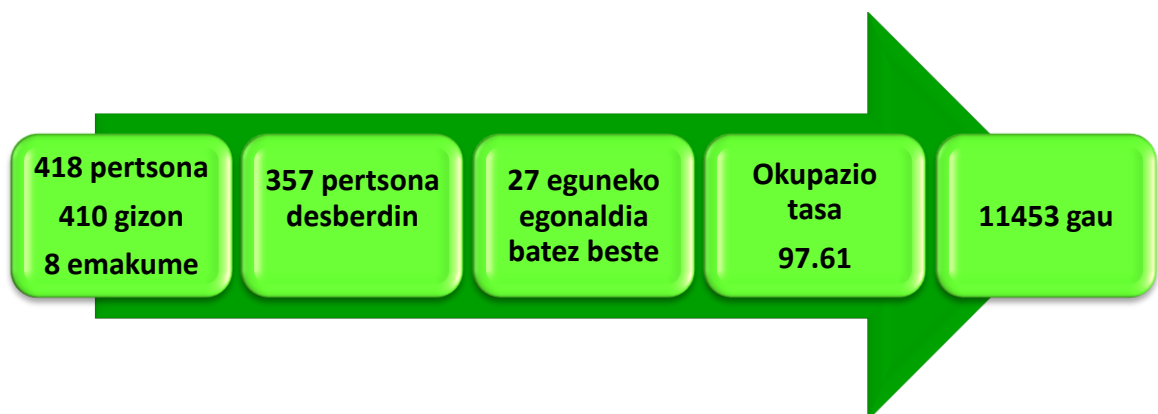 418 pertsona
410 gizon
8 emakume
357 pertsona
desberdin
27 eguneko
egonaldia
batez beste
Okupazio
tasa
97.61
11453 gau